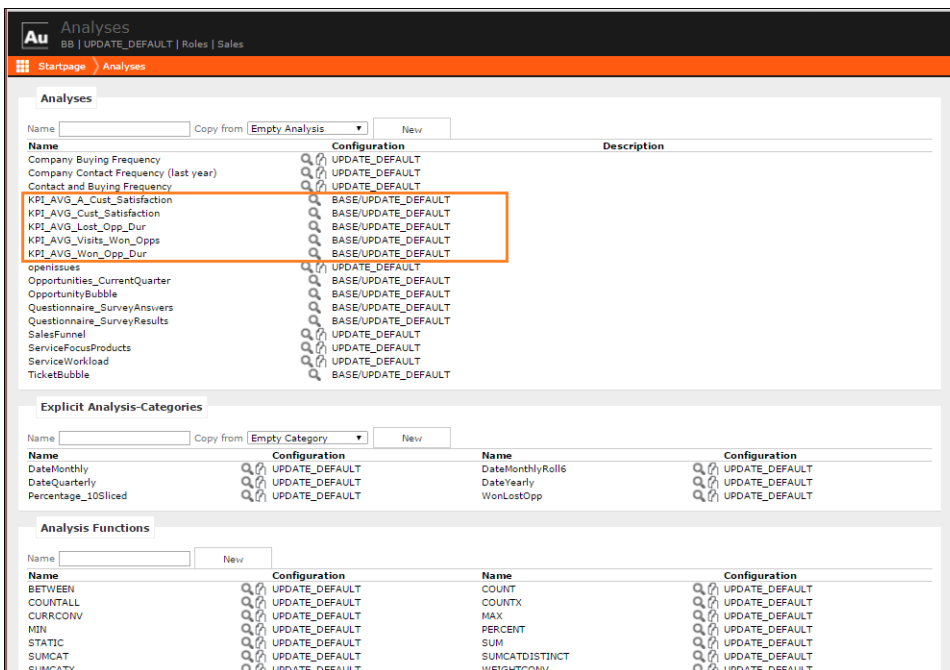 Au
Analyses
BB | UPDATE_DEFAULT | Roles | Sales
Startpage Analyses
Analyses
Name Copy from Empty Analysis New
Name Configuration Description
Company Buying Frequency UPDATE_DEFAULT
Company Contact Frequency (last year) UPDATE_DEFAULT
Contact and Buying Frequency UPDATE_DEFAULT
KPI_AVG_A_Cust_Satisfaction BASE/UPDATE_DEFAULT
KPI_AVG_Cust_Satisfaction BASE/UPDATE_DEFAULT
KPI_AVG_Lost_Opp_Dur BASE/UPDATE_DEFAULT
KPI_AVG_Visits_Won_Opps BASE/UPDATE_DEFAULT
KPI_AVG_Won_Opp_Dur BASE/UPDATE_DEFAULT
openissues UPDATE_DEFAULT
Opportunities_CurrentQuarter BASE/UPDATE_DEFAULT
OpportunityBubble BASE/UPDATE_DEFAULT
Questionnaire_SurveyAnswers BASE/UPDATE_DEFAULT
Questionnaire_SurveyResults BASE/UPDATE_DEFAULT
SalesFunnel UPDATE_DEFAULT
ServiceFocusProducts UPDATE_DEFAULT
ServiceWorkload UPDATE_DEFAULT
TicketBubble BASE/UPDATE_DEFAULT
Explicit Analysis-Categories
Name Copy from Empty Category New
Name Configuration Name Configuration
DateMonthly UPDATE_DEFAULT DateMonthlyRoll6 UPDATE_DEFAULT
DateQuarterly UPDATE_DEFAULT DateYearly UPDATE_DEFAULT
Percentage_10Sliced UPDATE_DEFAULT WonLostOpp UPDATE_DEFAULT
Analysis Functions
Name New
Name Configuration Name Configuration
BETWEEN UPDATE_DEFAULT COUNT UPDATE_DEFAULT
COUNTALL UPDATE_DEFAULT COUNTX UPDATE_DEFAULT
CURRCONV UPDATE_DEFAULT MAX UPDATE_DEFAULT
MIN UPDATE_DEFAULT PERCENT UPDATE_DEFAULT
STATIC UPDATE_DEFAULT SUM UPDATE_DEFAULT
SUMCAT UPDATE_DEFAULT SUMCATDISTINCT UPDATE_DEFAULT
SUMCATX UPDATE_DEFAULT WEIGHTCONV UPDATE_DEFAULT